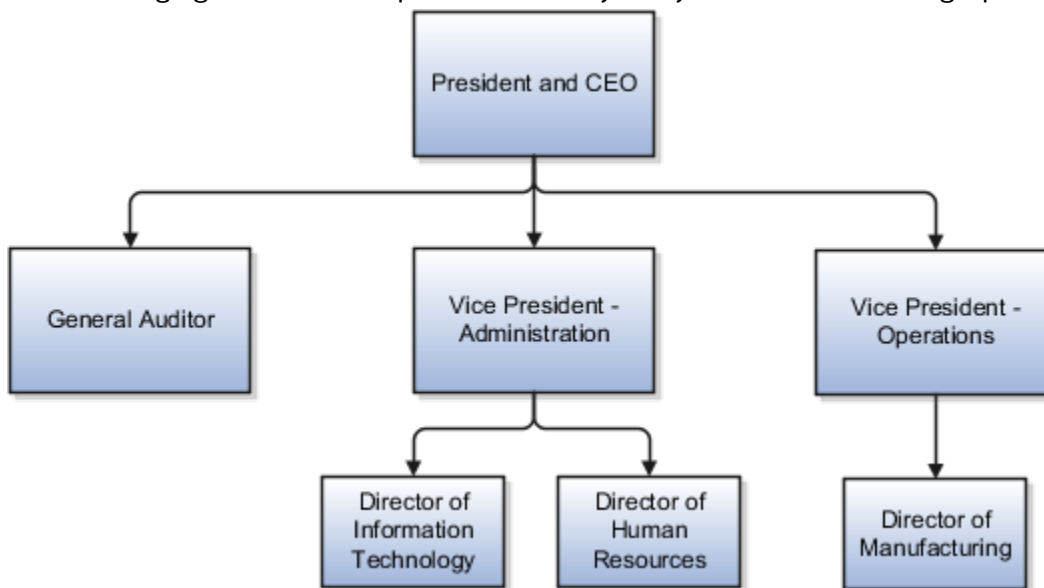 President and CEO
General Auditor
Vice President -
Administration
Vice President -
Operations
Director of
Information
Technology
Director of
Human
Resources
Director of
Manufacturing